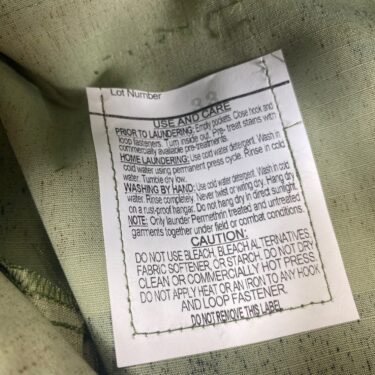 Lot Number
USE AND CARE
PRIOR TO LAUNDERING: Empty pockets. Close hook and
loop fasteners. Turn inside out. Pre- treat stains with
commercially available pre-treatments.
HOME LAUNDERING: Use cold water detergent. Wash in
cold water using permanent press cycle. Rinse in cold
water. Tumble dry low.
WASHING BY HAND: Use cold water detergent. Wash in cold
water. Rinse completely. Never twist or wring dry. Hang dry
on a rust-proof hangar. Do not hang dry in direct sunlight.
NOTE: Only launder Permethrin treated and untreated
garments together under field or combat conditions.
CAUTION:
DO NOT USE BLEACH, BLEACH ALTERNATIVES,
FABRIC SOFTENER, OR STARCH. DO NOT DRY
CLEAN OR COMMERCIALLY HOT PRESS.
DO NOT APPLY HEAT OR AN IRON TO ANY HOOK
AND LOOP FASTENER.
DO NOT REMOVE THIS LABEL